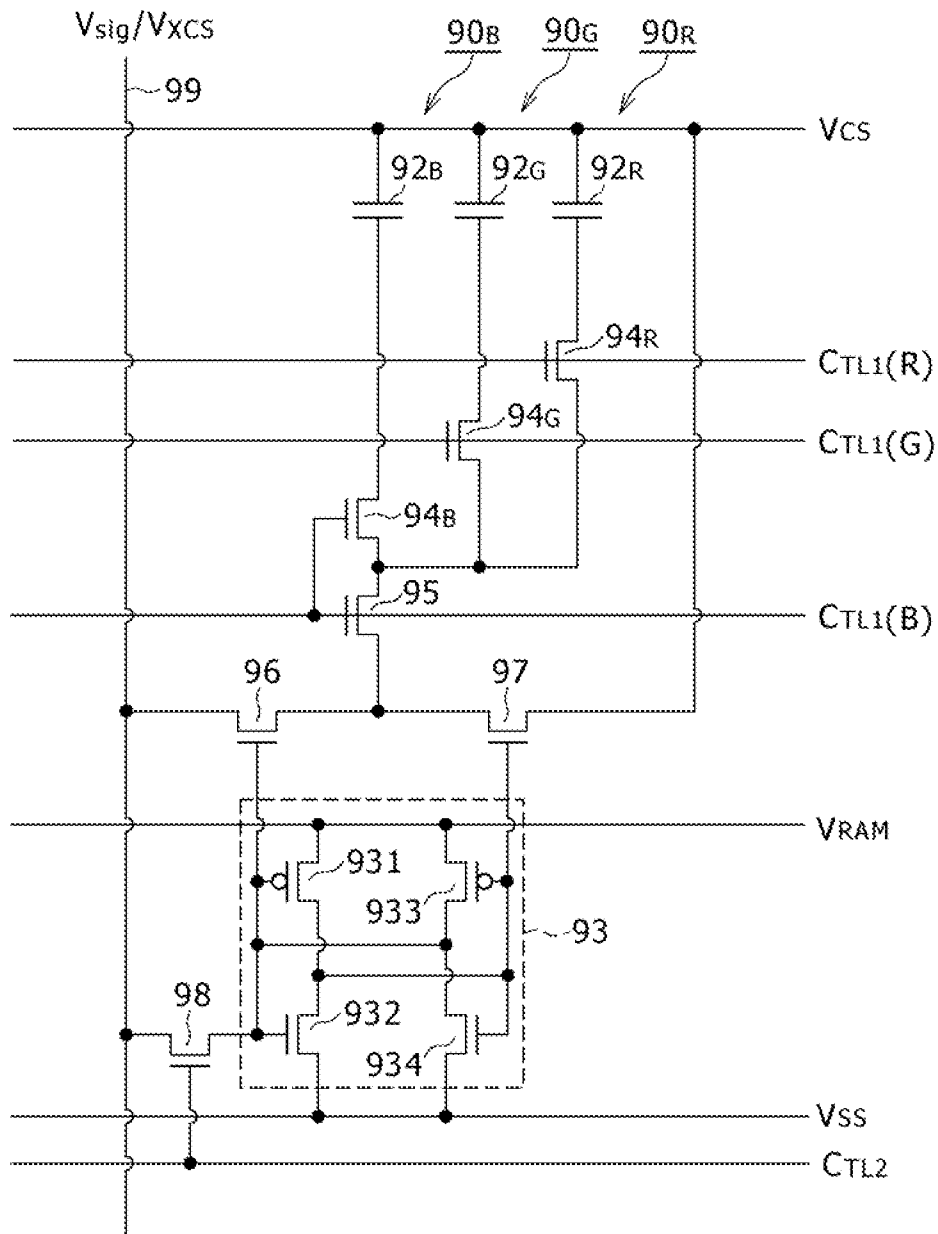 Vsig/VXCS
90B 90G 90R
99
VCS
92B 92G 92R
94R
CTL1(R)
94G
CTL1(G)
94B
95
CTL1(B)
96 97
VRAM
931
933
93
98
932
934
VSS
CTL2